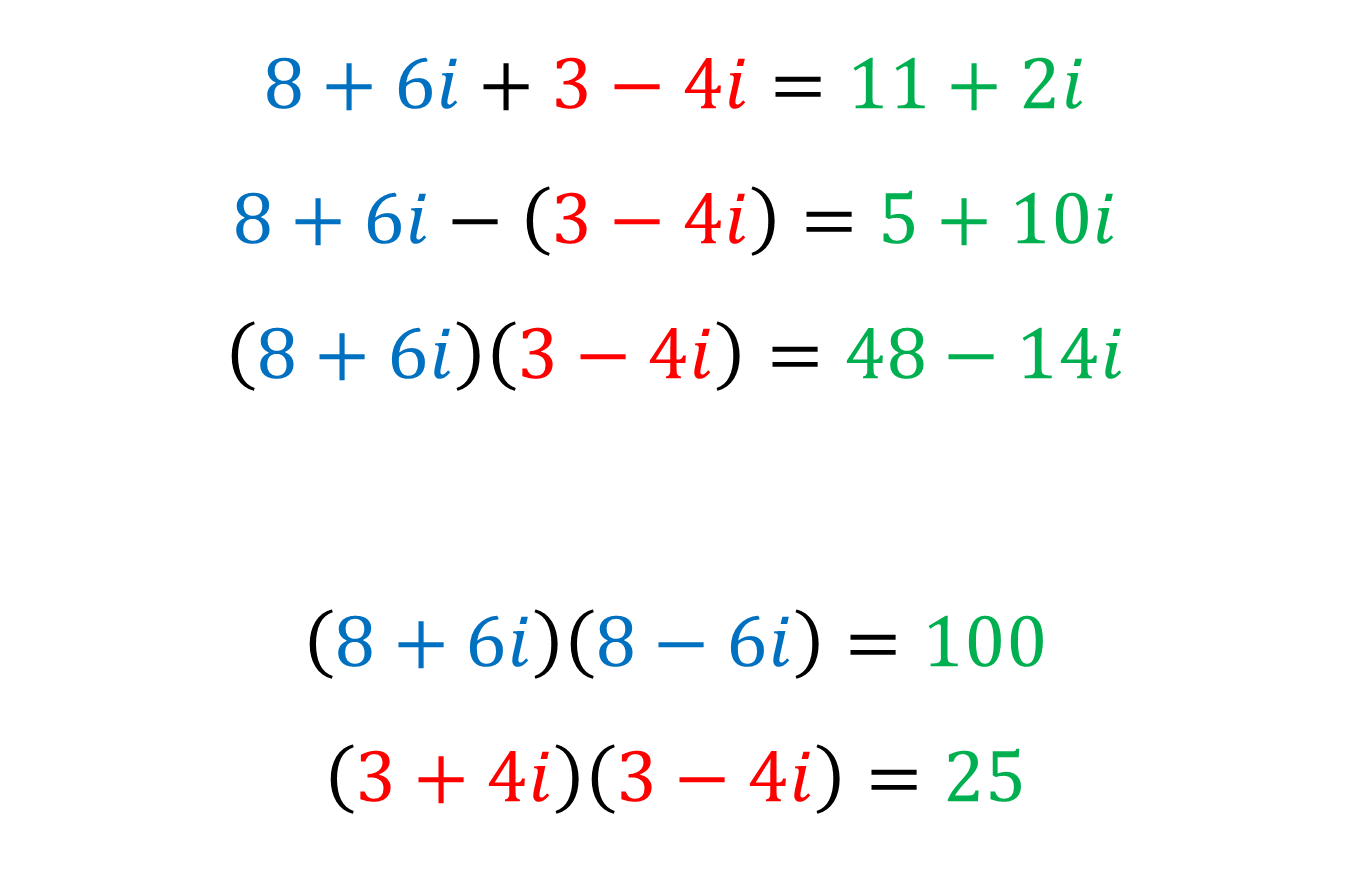 8 + 6i + 3 − 4i = 11 + 2i
8 + 6i − (3 − 4i) = 5 + 10i
(8 + 6i)(3 − 4i) = 48 − 14i
(8 + 6i)(8 − 6i) = 100
(3 + 4i)(3 − 4i) = 25